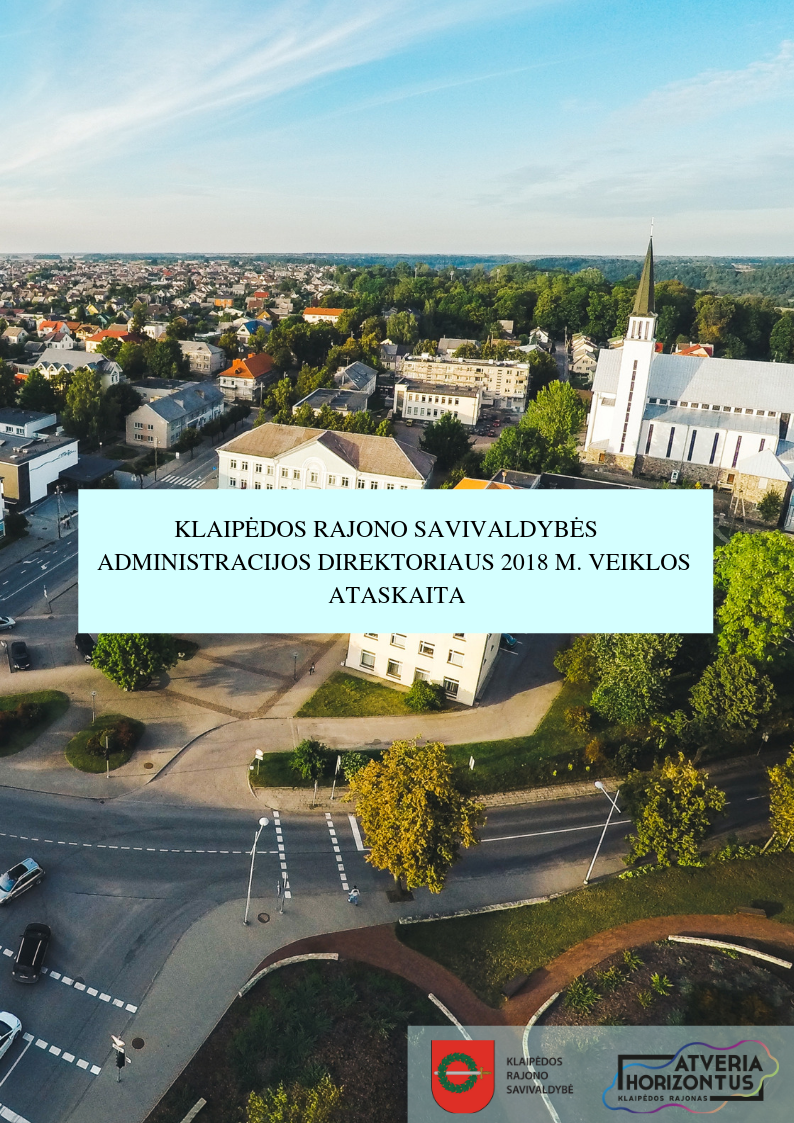 KLAIPĖDOS RAJONO SAVIVALDYBĖS
ADMINISTRACIJOS DIREKTORIAUS 2018 M. VEIKLOS
ATASKAITA
KLAIPĖDOS
RAJONO
SAVIVALDYBĖ
ATVERIA
HORIZONTUS
KLAIPĖDOS RAJONAS